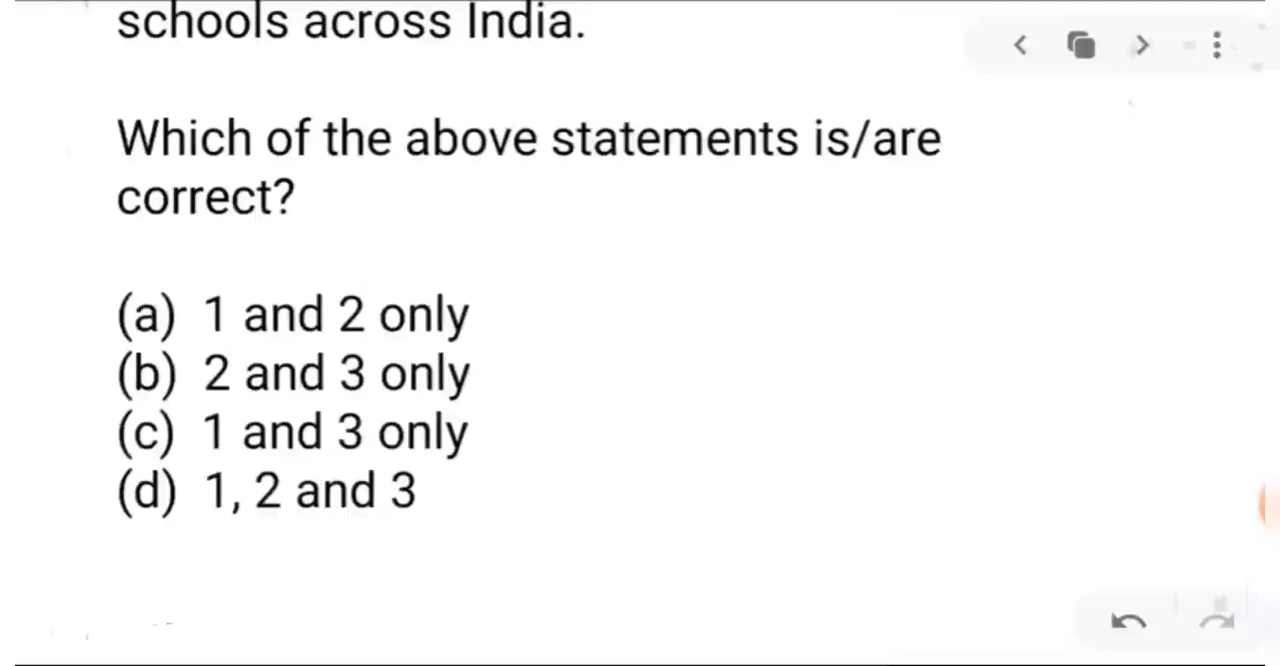 schools across India.
Which of the above statements is/are
correct?
(a) 1 and 2 only
(b) 2 and 3 only
(c) 1 and 3 only
(d) 1, 2 and 3